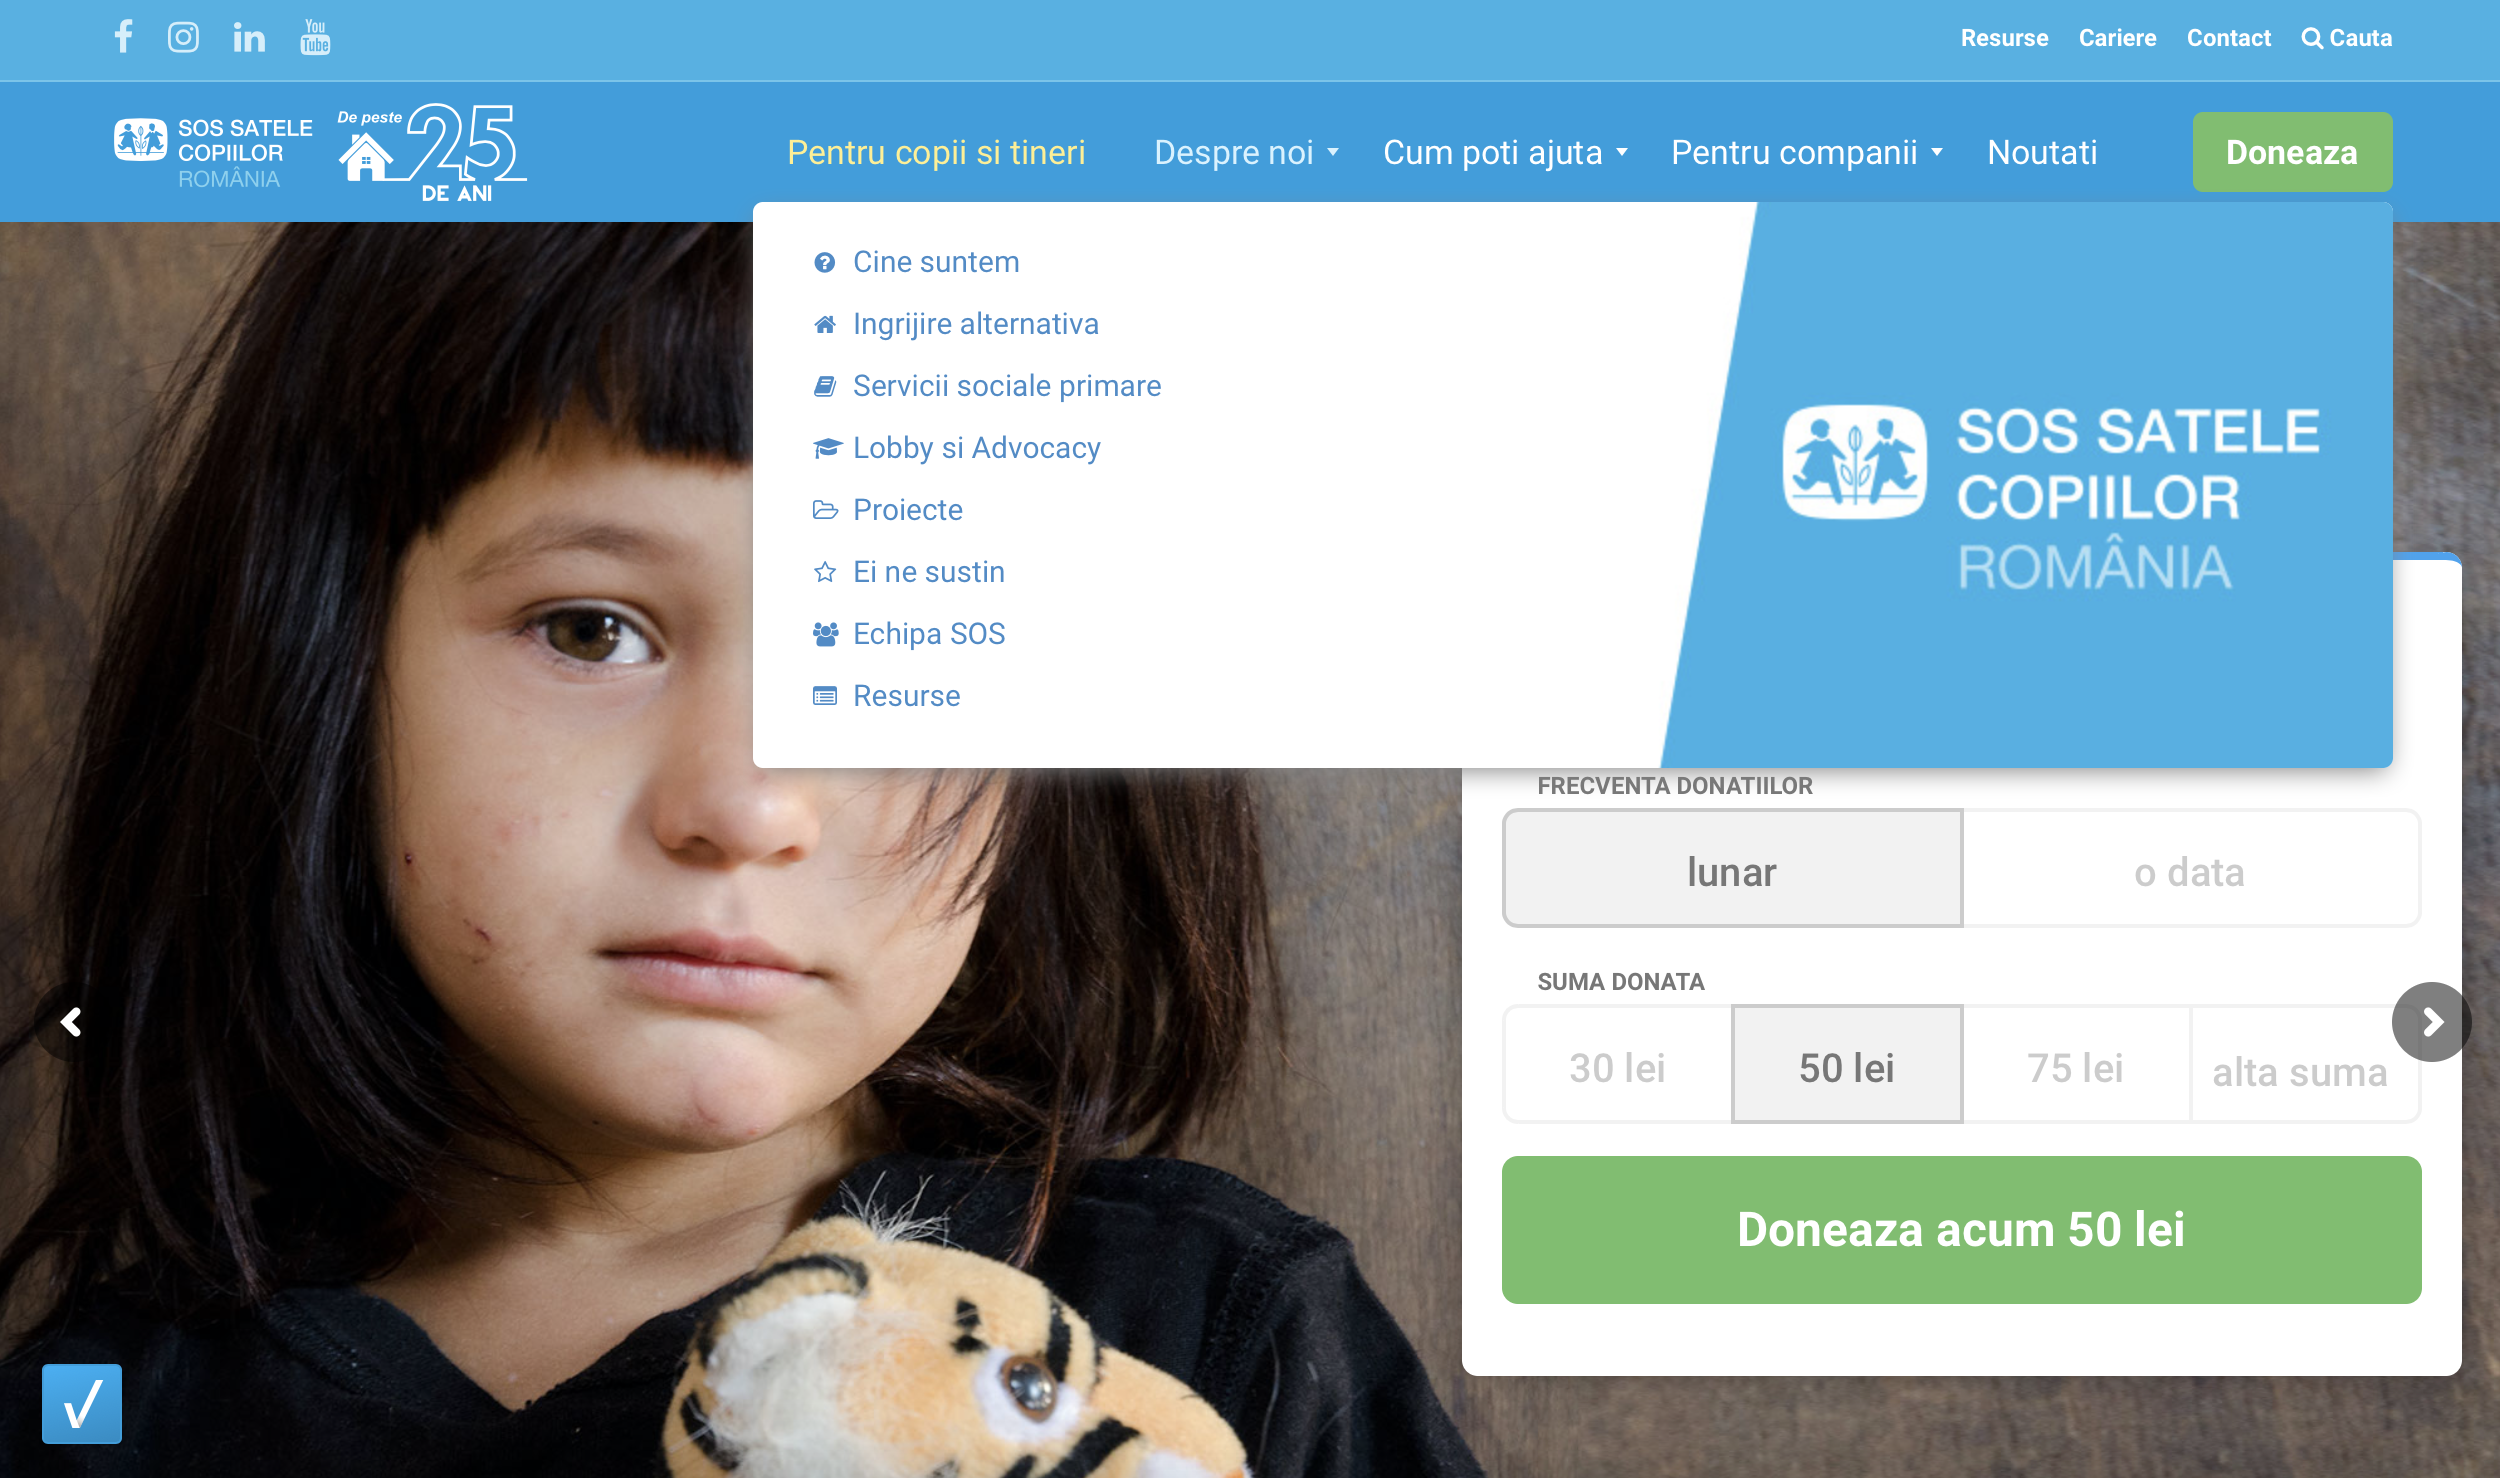 You
Tube
Resurse
Cariere
Contact
Cauta
SOS SATELE
COPIILOR
ROMÂNIA
De peste
25
DE ANI
Pentru copii si tineri
Despre noi
Cum poti ajuta
Pentru companii
Noutati
Doneaza
Cine suntem
Ingrijire alternativa
Servicii sociale primare
Lobby si Advocacy
Proiecte
Ei ne sustin
Echipa SOS
Resurse
SOS SATELE
COPIILOR
ROMÂNIA
FRECVENTA DONATIILOR
lunar
o data
SUMA DONATA
30 lei
50 lei
75 lei
alta suma
Doneaza acum 50 lei